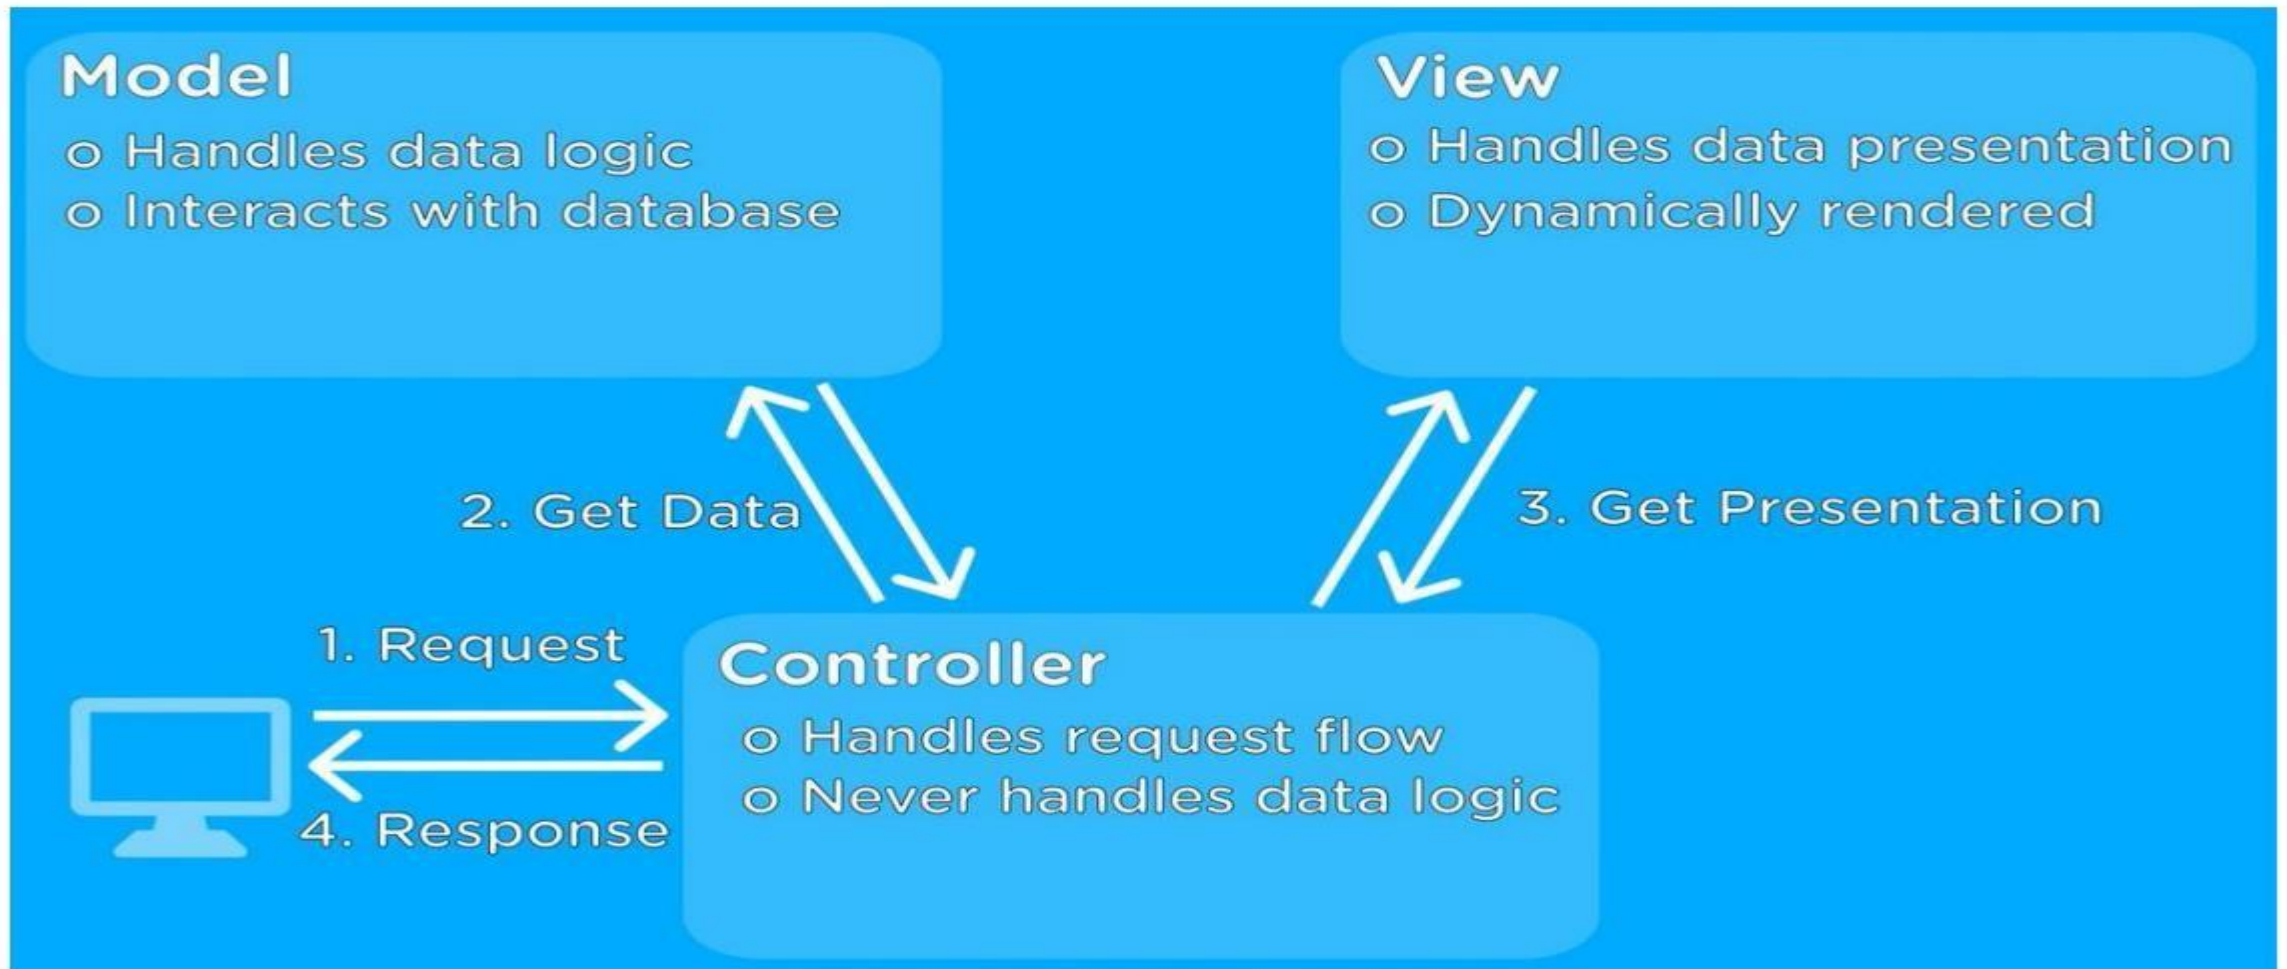 Model
o Handles data logic
o Interacts with database
View
o Handles data presentation
o Dynamically rendered
2. Get Data
3. Get Presentation
1. Request
4. Response
Controller
o Handles request flow
o Never handles data logic